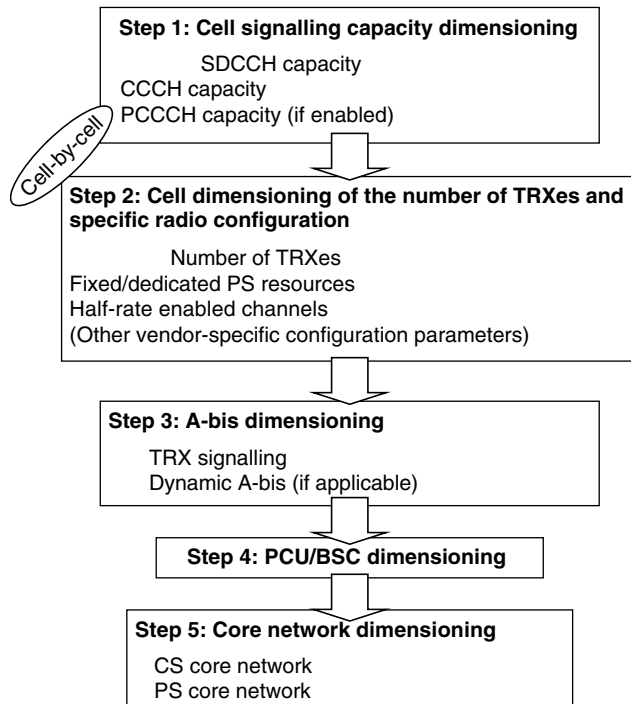 Step 1: Cell signalling capacity dimensioning
SDCCH capacity
CCCH capacity
PCCCH capacity (if enabled)
Cell-by-cell
Step 2: Cell dimensioning of the number of TRXes and
specific radio configuration
Number of TRXes
Fixed/dedicated PS resources
Half-rate enabled channels
(Other vendor-specific configuration parameters)
Step 3: A-bis dimensioning
TRX signalling
Dynamic A-bis (if applicable)
Step 4: PCU/BSC dimensioning
Step 5: Core network dimensioning
CS core network
PS core network